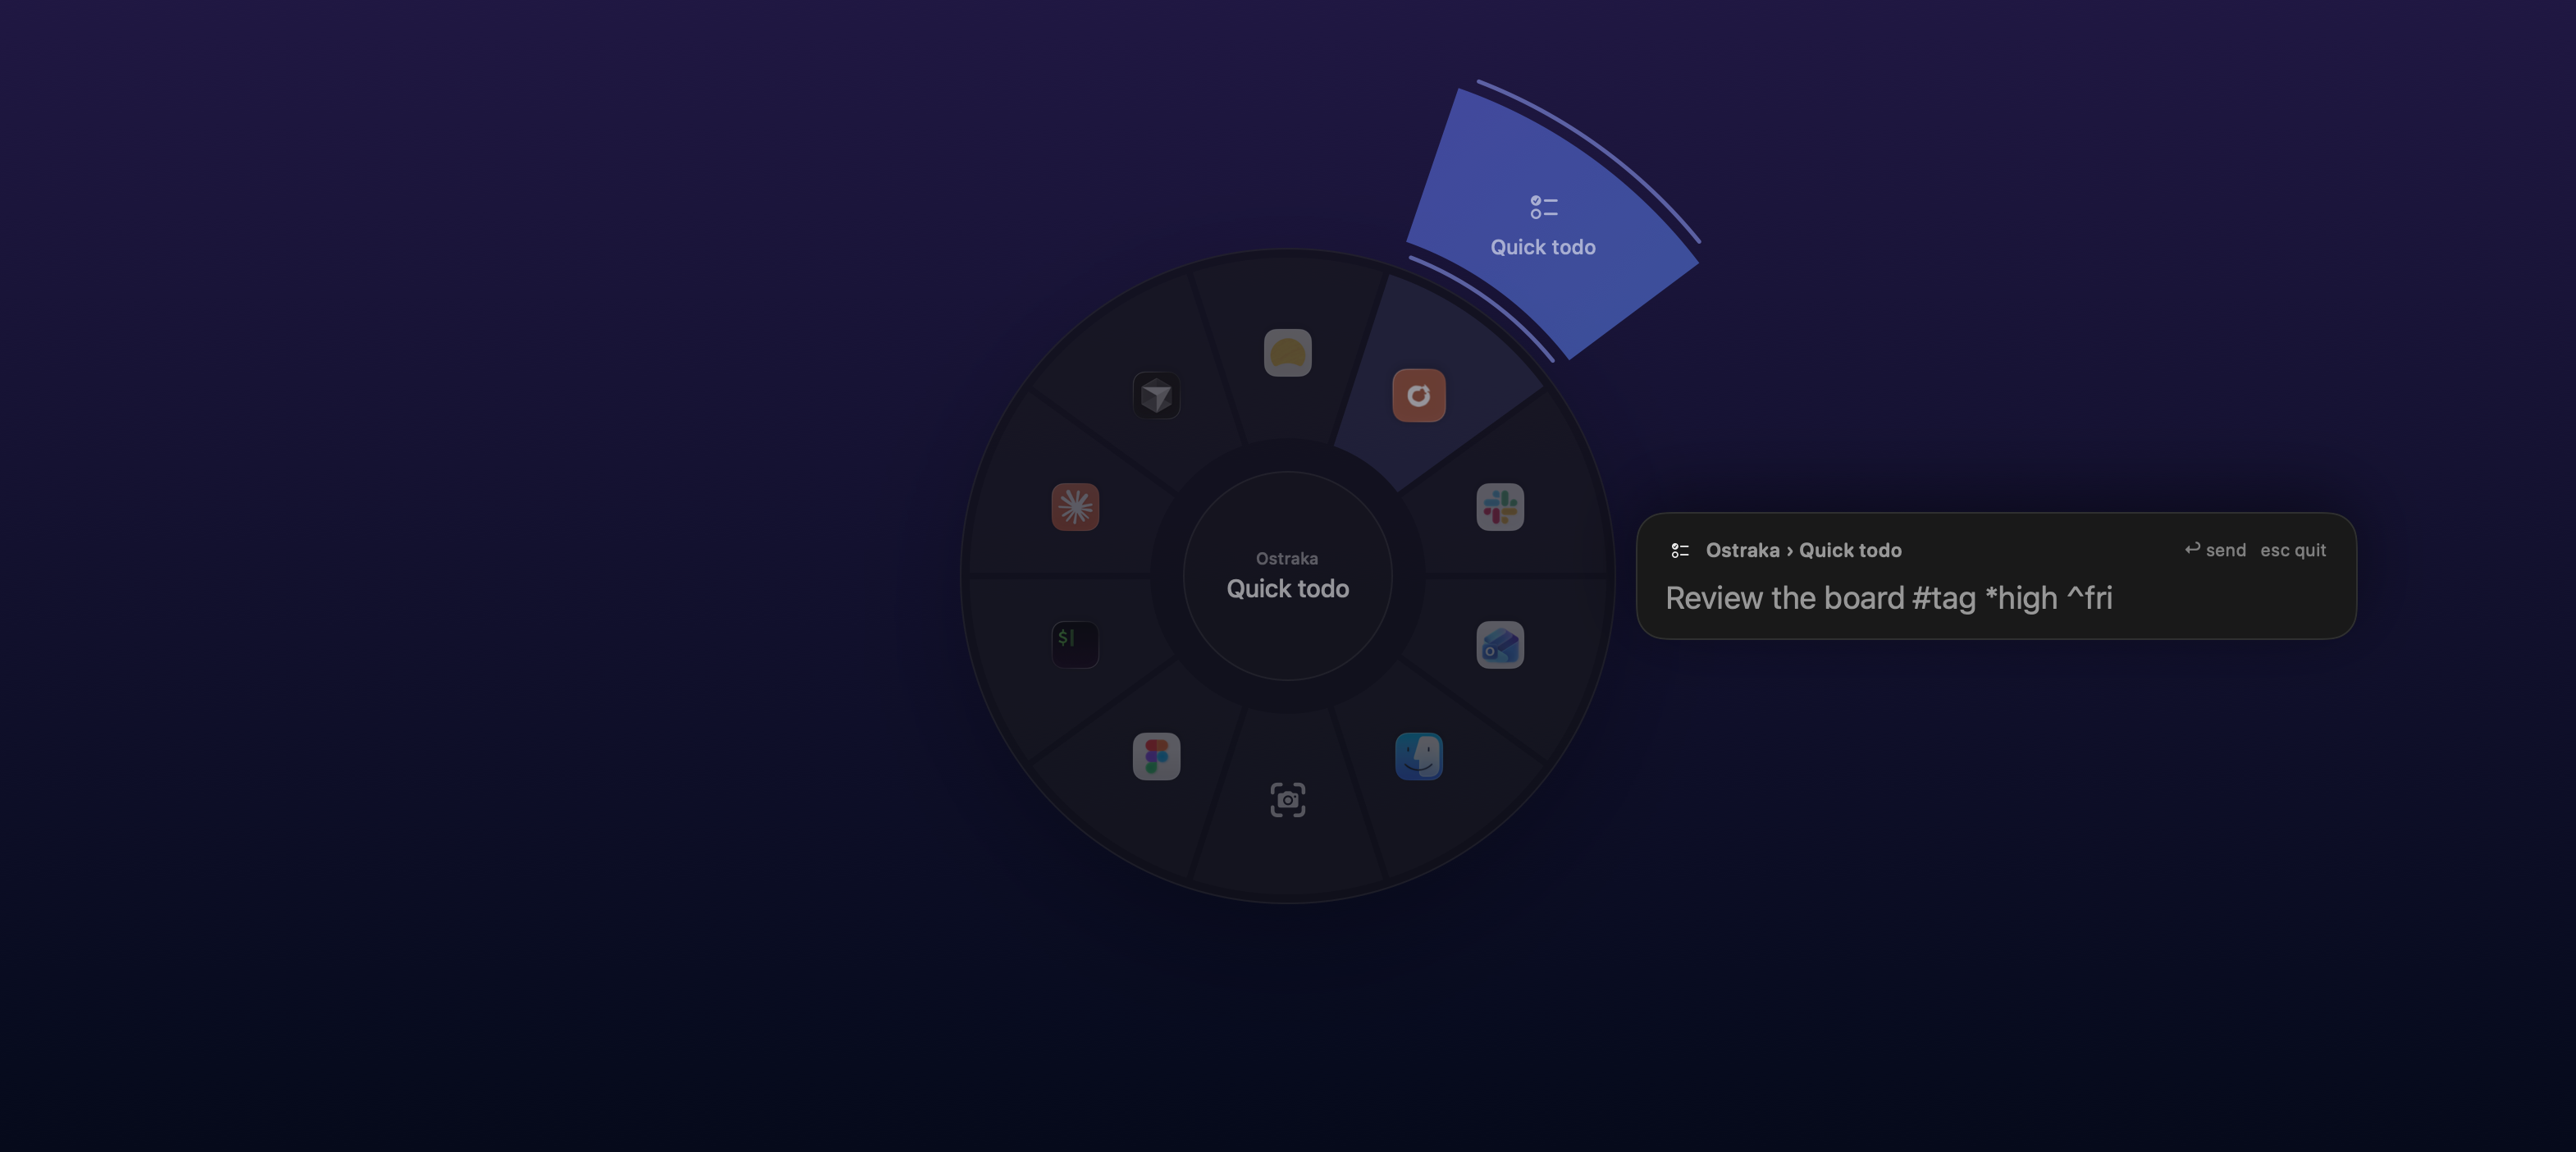 Quick todo
Ostraka
Quick todo
Ostraka › Quick todo
↩ send esc quit
Review the board #tag *high ^fri
$
O